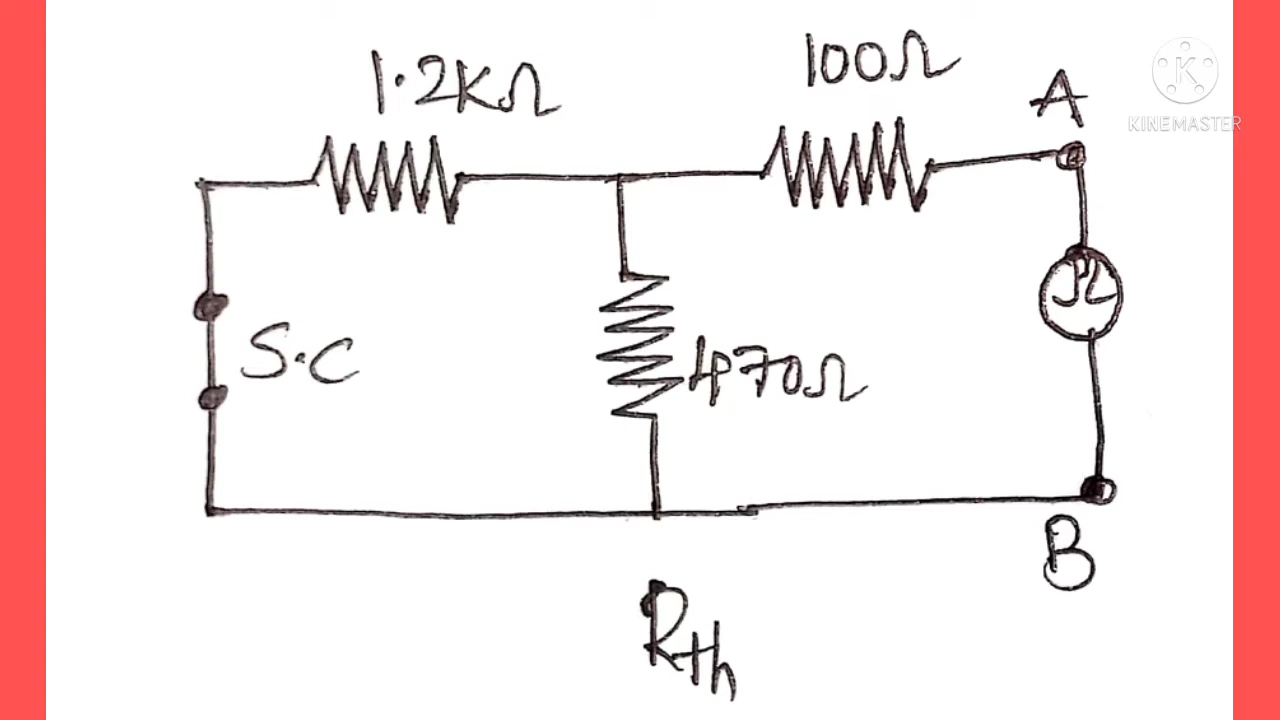 1.2KΩ
100Ω
A
K
KINEMASTER
Ω
S.C
470Ω
B
Rth